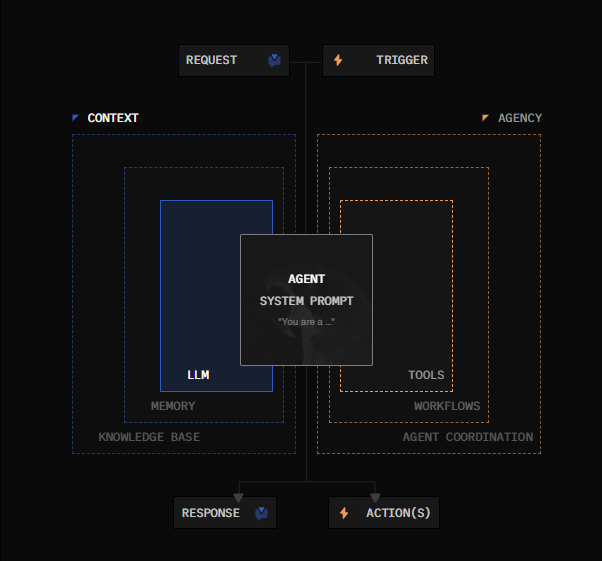 REQUEST
TRIGGER
CONTEXT
AGENCY
AGENT
SYSTEM PROMPT
"You are a ..."
LLM
TOOLS
MEMORY
WORKFLOWS
KNOWLEDGE BASE
AGENT COORDINATION
RESPONSE
ACTION(S)